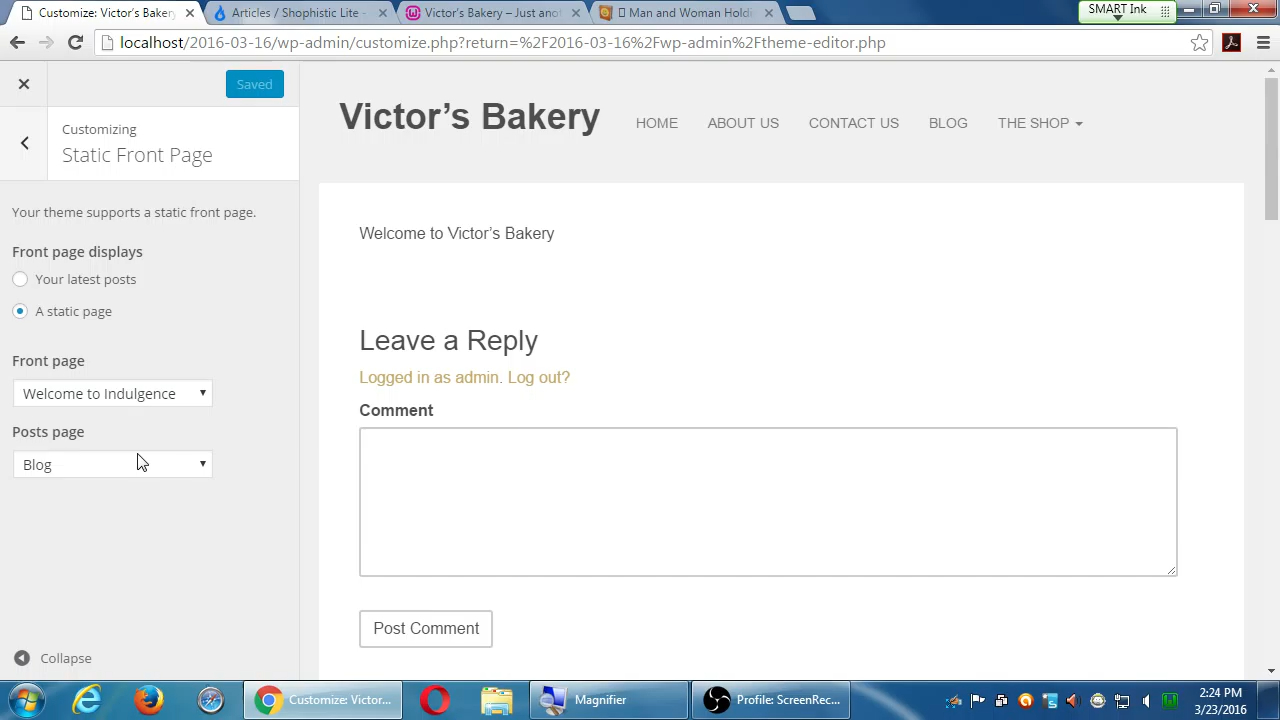 Customize: Victor's Bakery
Articles / Shophistic Lite -
Victor's Bakery – Just anot
Man and Woman Holdi
SMART Ink
localhost/2016-03-16/wp-admin/customize.php?return=%2F2016-03-16%2Fwp-admin%2Ftheme-editor.php
Saved
Customizing
Static Front Page
Your theme supports a static front page.
Front page displays
Your latest posts
A static page
Front page
Welcome to Indulgence
Posts page
Blog
Collapse
Victor's Bakery
HOME
ABOUT US
CONTACT US
BLOG
THE SHOP
Welcome to Victor's Bakery
Leave a Reply
Logged in as admin. Log out?
Comment
Post Comment
Customize: Victor...
Magnifier
Profile: ScreenRec...
2:24 PM
3/23/2016